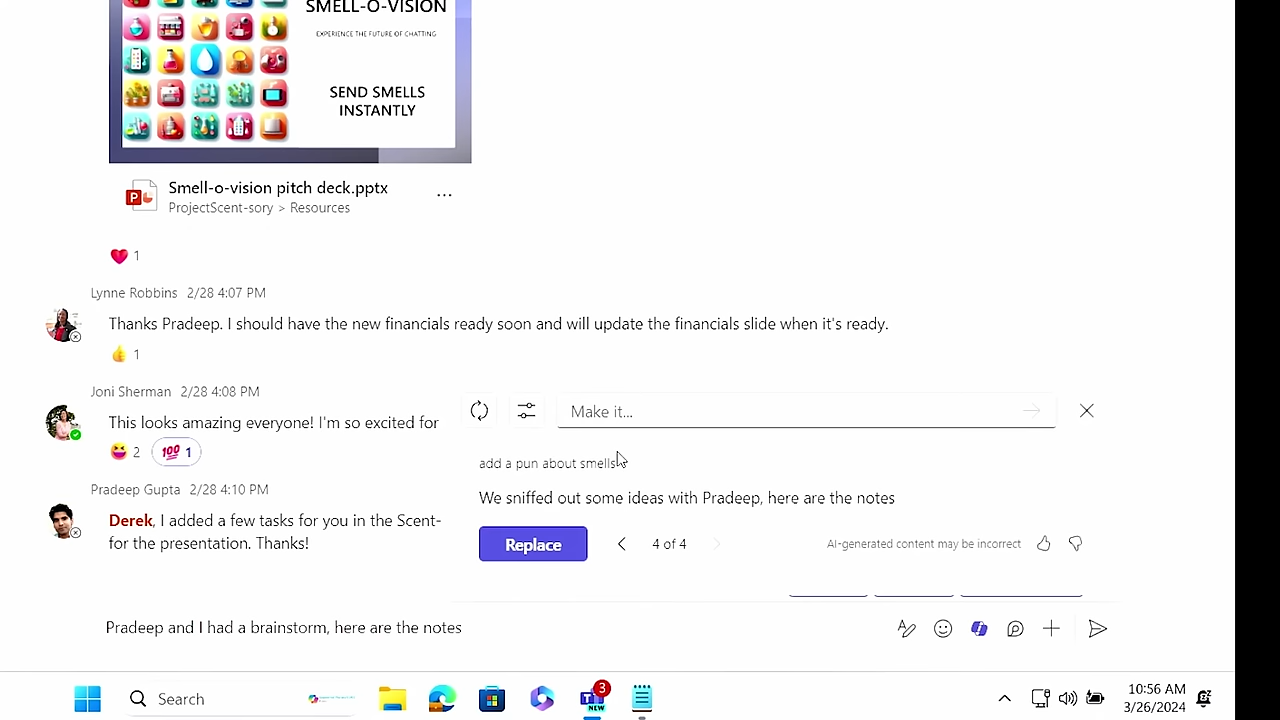 SMELL-O-VISION
EXPERIENCE THE FUTURE OF CHATTING
SEND SMELLS
INSTANTLY
Smell-o-vision pitch deck.pptx
ProjectScent-sory > Resources
1
Lynne Robbins 2/28 4:07 PM
Thanks Pradeep. I should have the new financials ready soon and will update the financials slide when it's ready.
1
Joni Sherman 2/28 4:08 PM
This looks amazing everyone! I'm so excited for
2 100 1
Pradeep Gupta 2/28 4:10 PM
Derek, I added a few tasks for you in the Scent-
for the presentation. Thanks!
Make it...
add a pun about smells
We sniffed out some ideas with Pradeep, here are the notes
Replace 4 of 4 AI-generated content may be incorrect
Pradeep and I had a brainstorm, here are the notes
Search
3
NEW
10:56 AM
3/26/2024